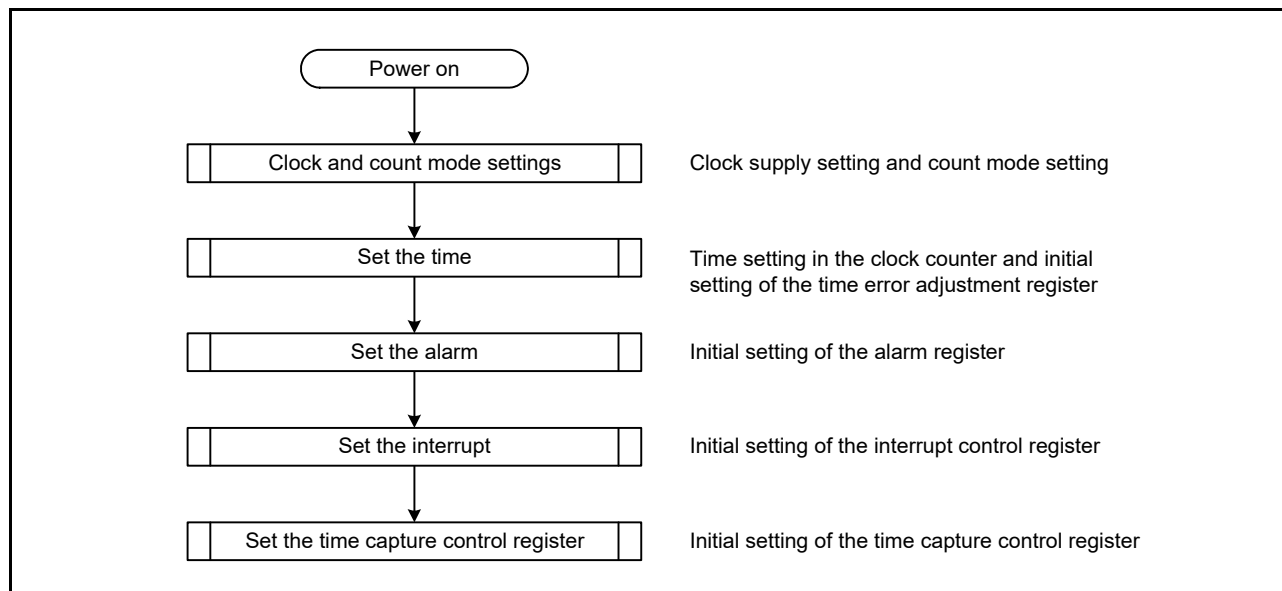 Power on
Clock and count mode settings
Clock supply setting and count mode setting
Set the time
Time setting in the clock counter and initial
setting of the time error adjustment register
Set the alarm
Initial setting of the alarm register
Set the interrupt
Initial setting of the interrupt control register
Set the time capture control register
Initial setting of the time capture control register